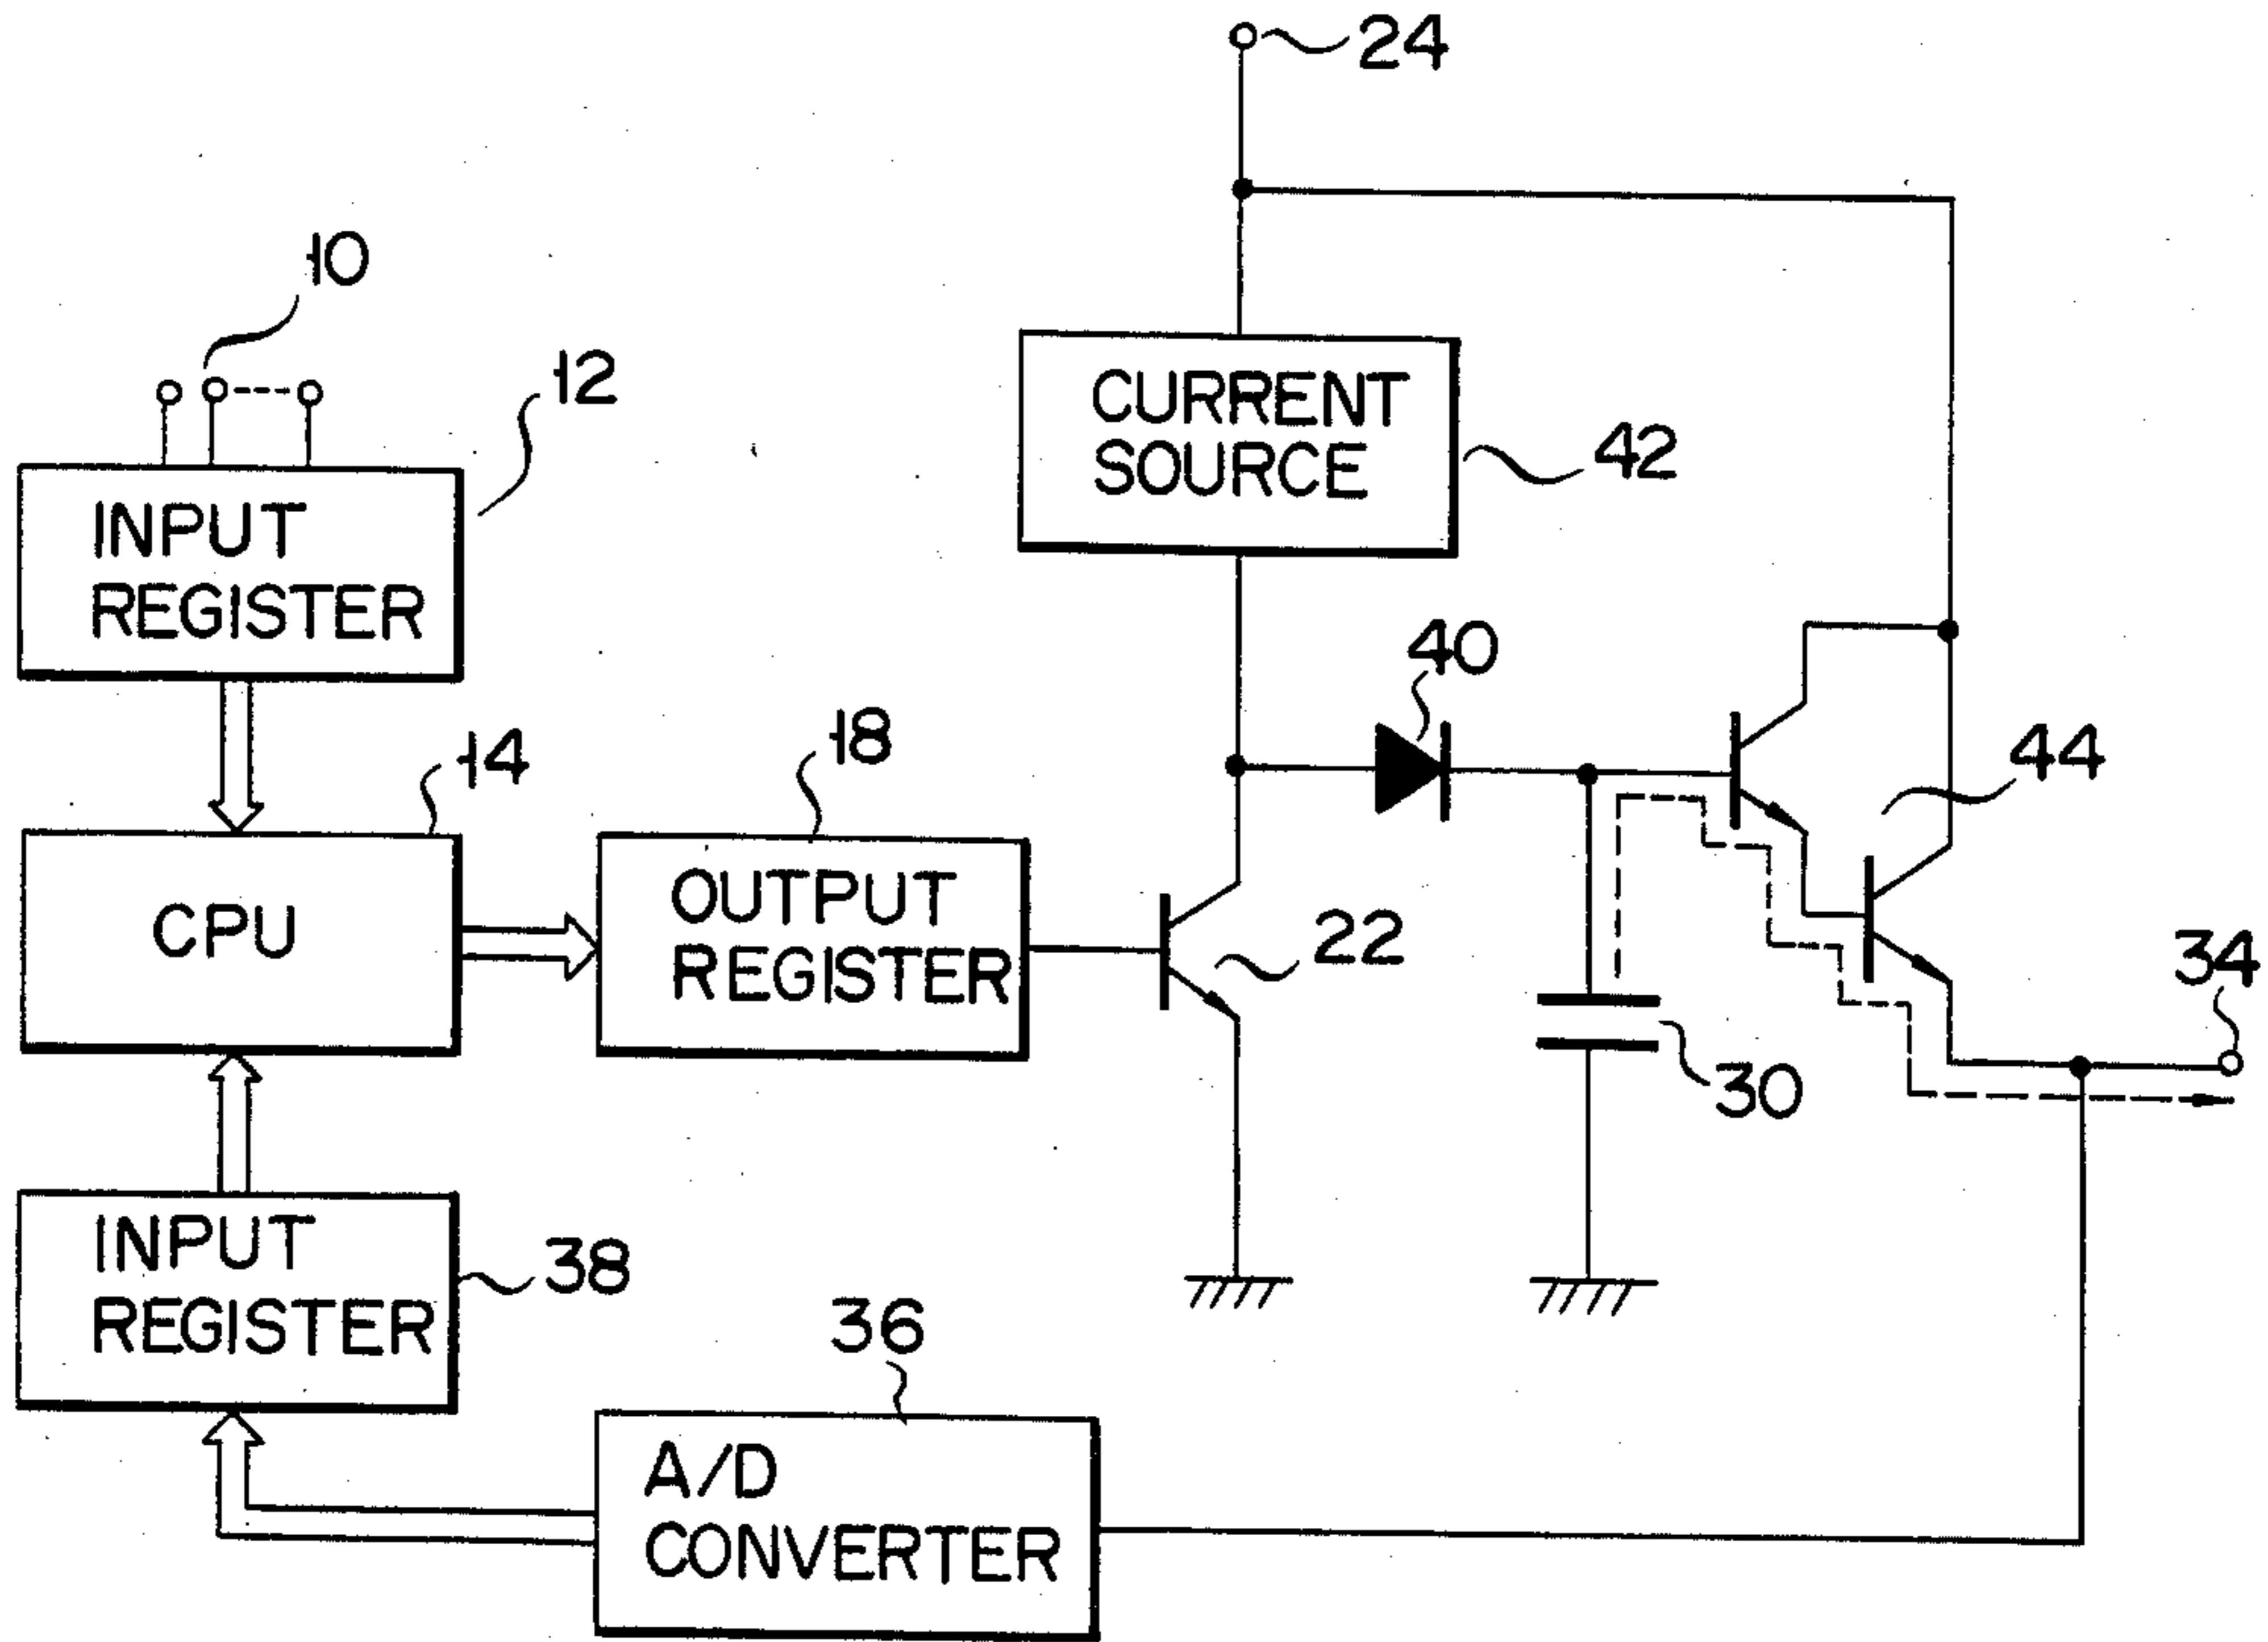 24
10
12
CURRENT
SOURCE
42
INPUT
REGISTER
40
14
18
44
CPU
OUTPUT
REGISTER
22
34
30
INPUT
REGISTER
38
36
A/D
CONVERTER